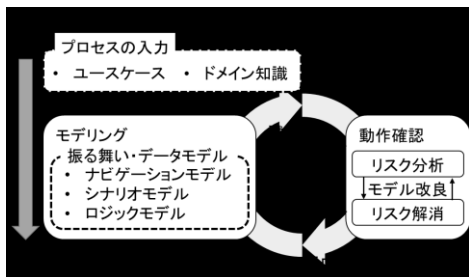 プロセスの入力
• ユースケース • ドメイン知識
モデリング
振る舞い・データモデル
• ナビゲーションモデル
• シナリオモデル
• ロジックモデル
動作確認
リスク分析
モデル改良
リスク解消